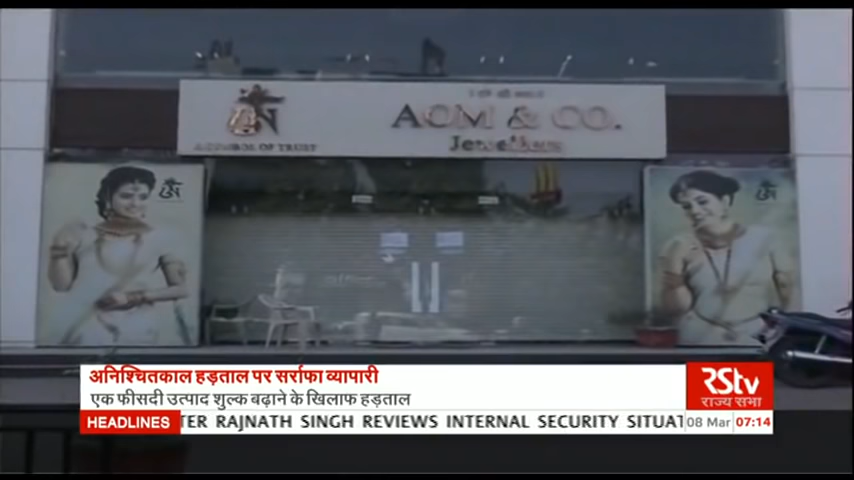 AOM & CO.
Jewellers
A SYMBOL OF TRUST
अनिश्चितकाल हड़ताल पर सर्राफा व्यापारी
एक फीसदी उत्पाद शुल्क बढ़ाने के खिलाफ हड़ताल
RSTV
राज्य सभा
HEADLINES
TER RAJNATH SINGH REVIEWS INTERNAL SECURITY SITUAT
08 Mar 07:14